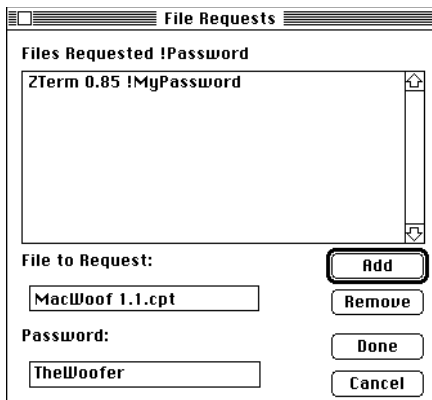 File Requests
Files Requested !Password
ZTerm 0.85 !MyPassword
File to Request:
Add
MacWoof 1.1.cpt
Remove
Password:
Done
TheWoofer
Cancel